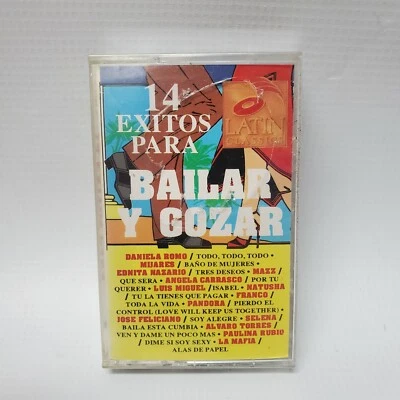 14
EXITOS
PARA
LATIN
CLASSICS
BAILAR
Y GOZAR
DANIELA ROMO / TODO, TODO, TODO •
MIJARES / BAÑO DE MUJERES •
EDNITA NAZARIO / TRES DESEOS • MAZZ /
QUE SERA • ANGELA CARRASCO / POR TU
QUERER • LUIS MIGUEL / ISABEL • NATUSHA
/ TU LA TIENES QUE PAGAR • FRANCO /
TODA LA VIDA • PANDORA / PIERDO EL
CONTROL (LOVE WILL KEEP US TOGETHER) •
JOSE FELICIANO / SOY ALEGRE • SELENA /
BAILA ESTA CUMBIA • ALVARO TORRES /
VEN Y DAME UN POCO MAS • PAULINA RUBIO
/ DIME SI SOY SEXY • LA MAFIA /
ALAS DE PAPEL